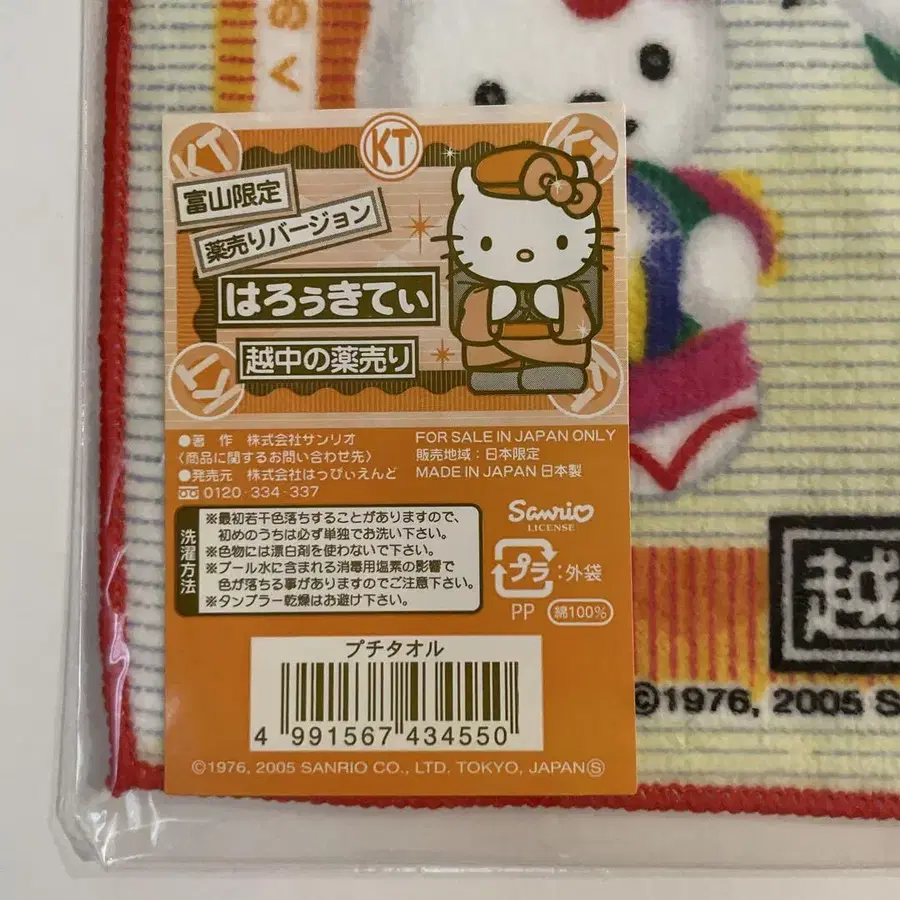 のく
KT
KT
KT
富山限定
薬売りバージョン
はろぅきてぃ
越中の薬売り
KT
KT
●著 作 株式会社サンリオ
〈商品に関するお問い合わせ先〉
●発売元 株式会社はっぴぃえんど
0120-334-337
FOR SALE IN JAPAN ONLY
販売地域：日本限定
MADE IN JAPAN 日本製
洗濯方法
※最初若干色落ちすることがありますので、
初めのうちは必ず単独でお洗い下さい。
※色物には漂白剤を使わないで下さい。
※プール水に含まれる消毒用塩素の影響で
色が落ちる事がありますのでご注意下さい。
※タンブラー乾燥はお避け下さい。
Sanrio
LICENSE
プラ：外袋
PP 綿100%
プチタオル
4 991567 434550
©1976, 2005 SANRIO CO., LTD. TOKYO, JAPAN Ⓢ
越
©1976, 2005 S